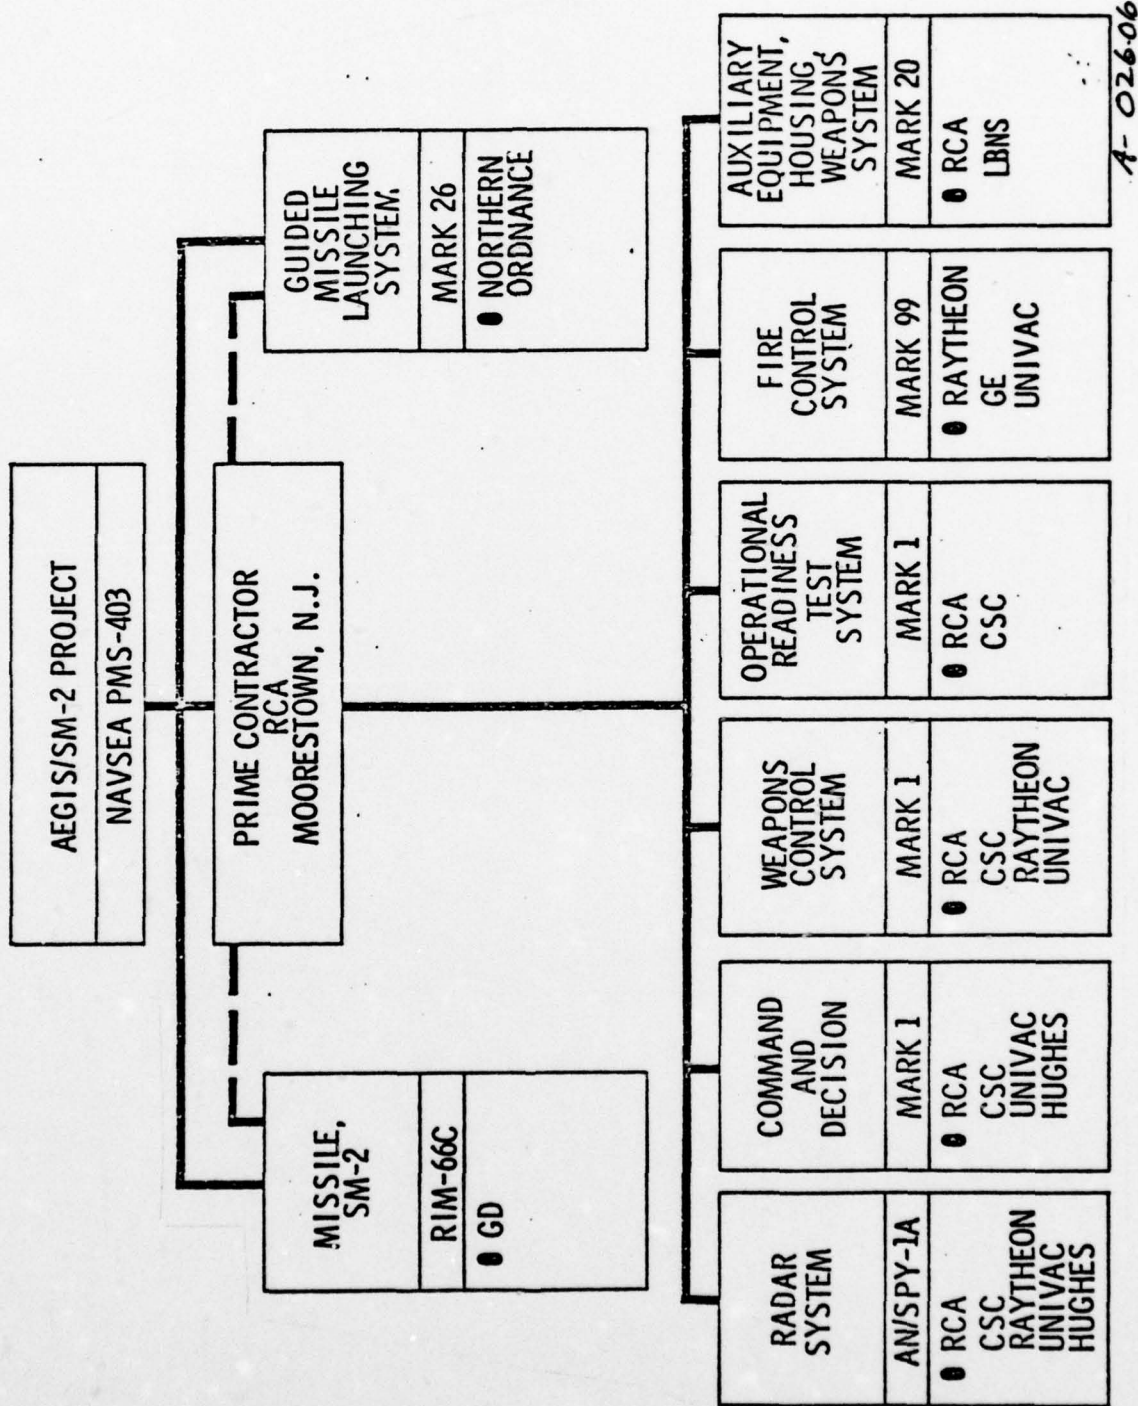 AEGIS/SM-2 PROJECT
NAVSEA PMS-403
PRIME CONTRACTOR
RCA
MOORESTOWN, N.J.
MISSILE,
SM-2
RIM-66C
● GD
GUIDED
MISSILE
LAUNCHING
SYSTEM
MARK 26
● NORTHERN
ORDNANCE
RADAR
SYSTEM
AN/SPY-1A
● RCA
CSC
RAYTHEON
UNIVAC
HUGHES
COMMAND
AND
DECISION
MARK 1
● RCA
CSC
UNIVAC
HUGHES
WEAPONS
CONTROL
SYSTEM
MARK 1
● RCA
CSC
RAYTHEON
UNIVAC
OPERATIONAL
READINESS
TEST
SYSTEM
MARK 1
● RCA
CSC
FIRE
CONTROL
SYSTEM
MARK 99
● RAYTHEON
GE
UNIVAC
AUXILIARY
EQUIPMENT,
HOUSING,
WEAPONS
SYSTEM
MARK 20
● RCA
LBNS
A-02606